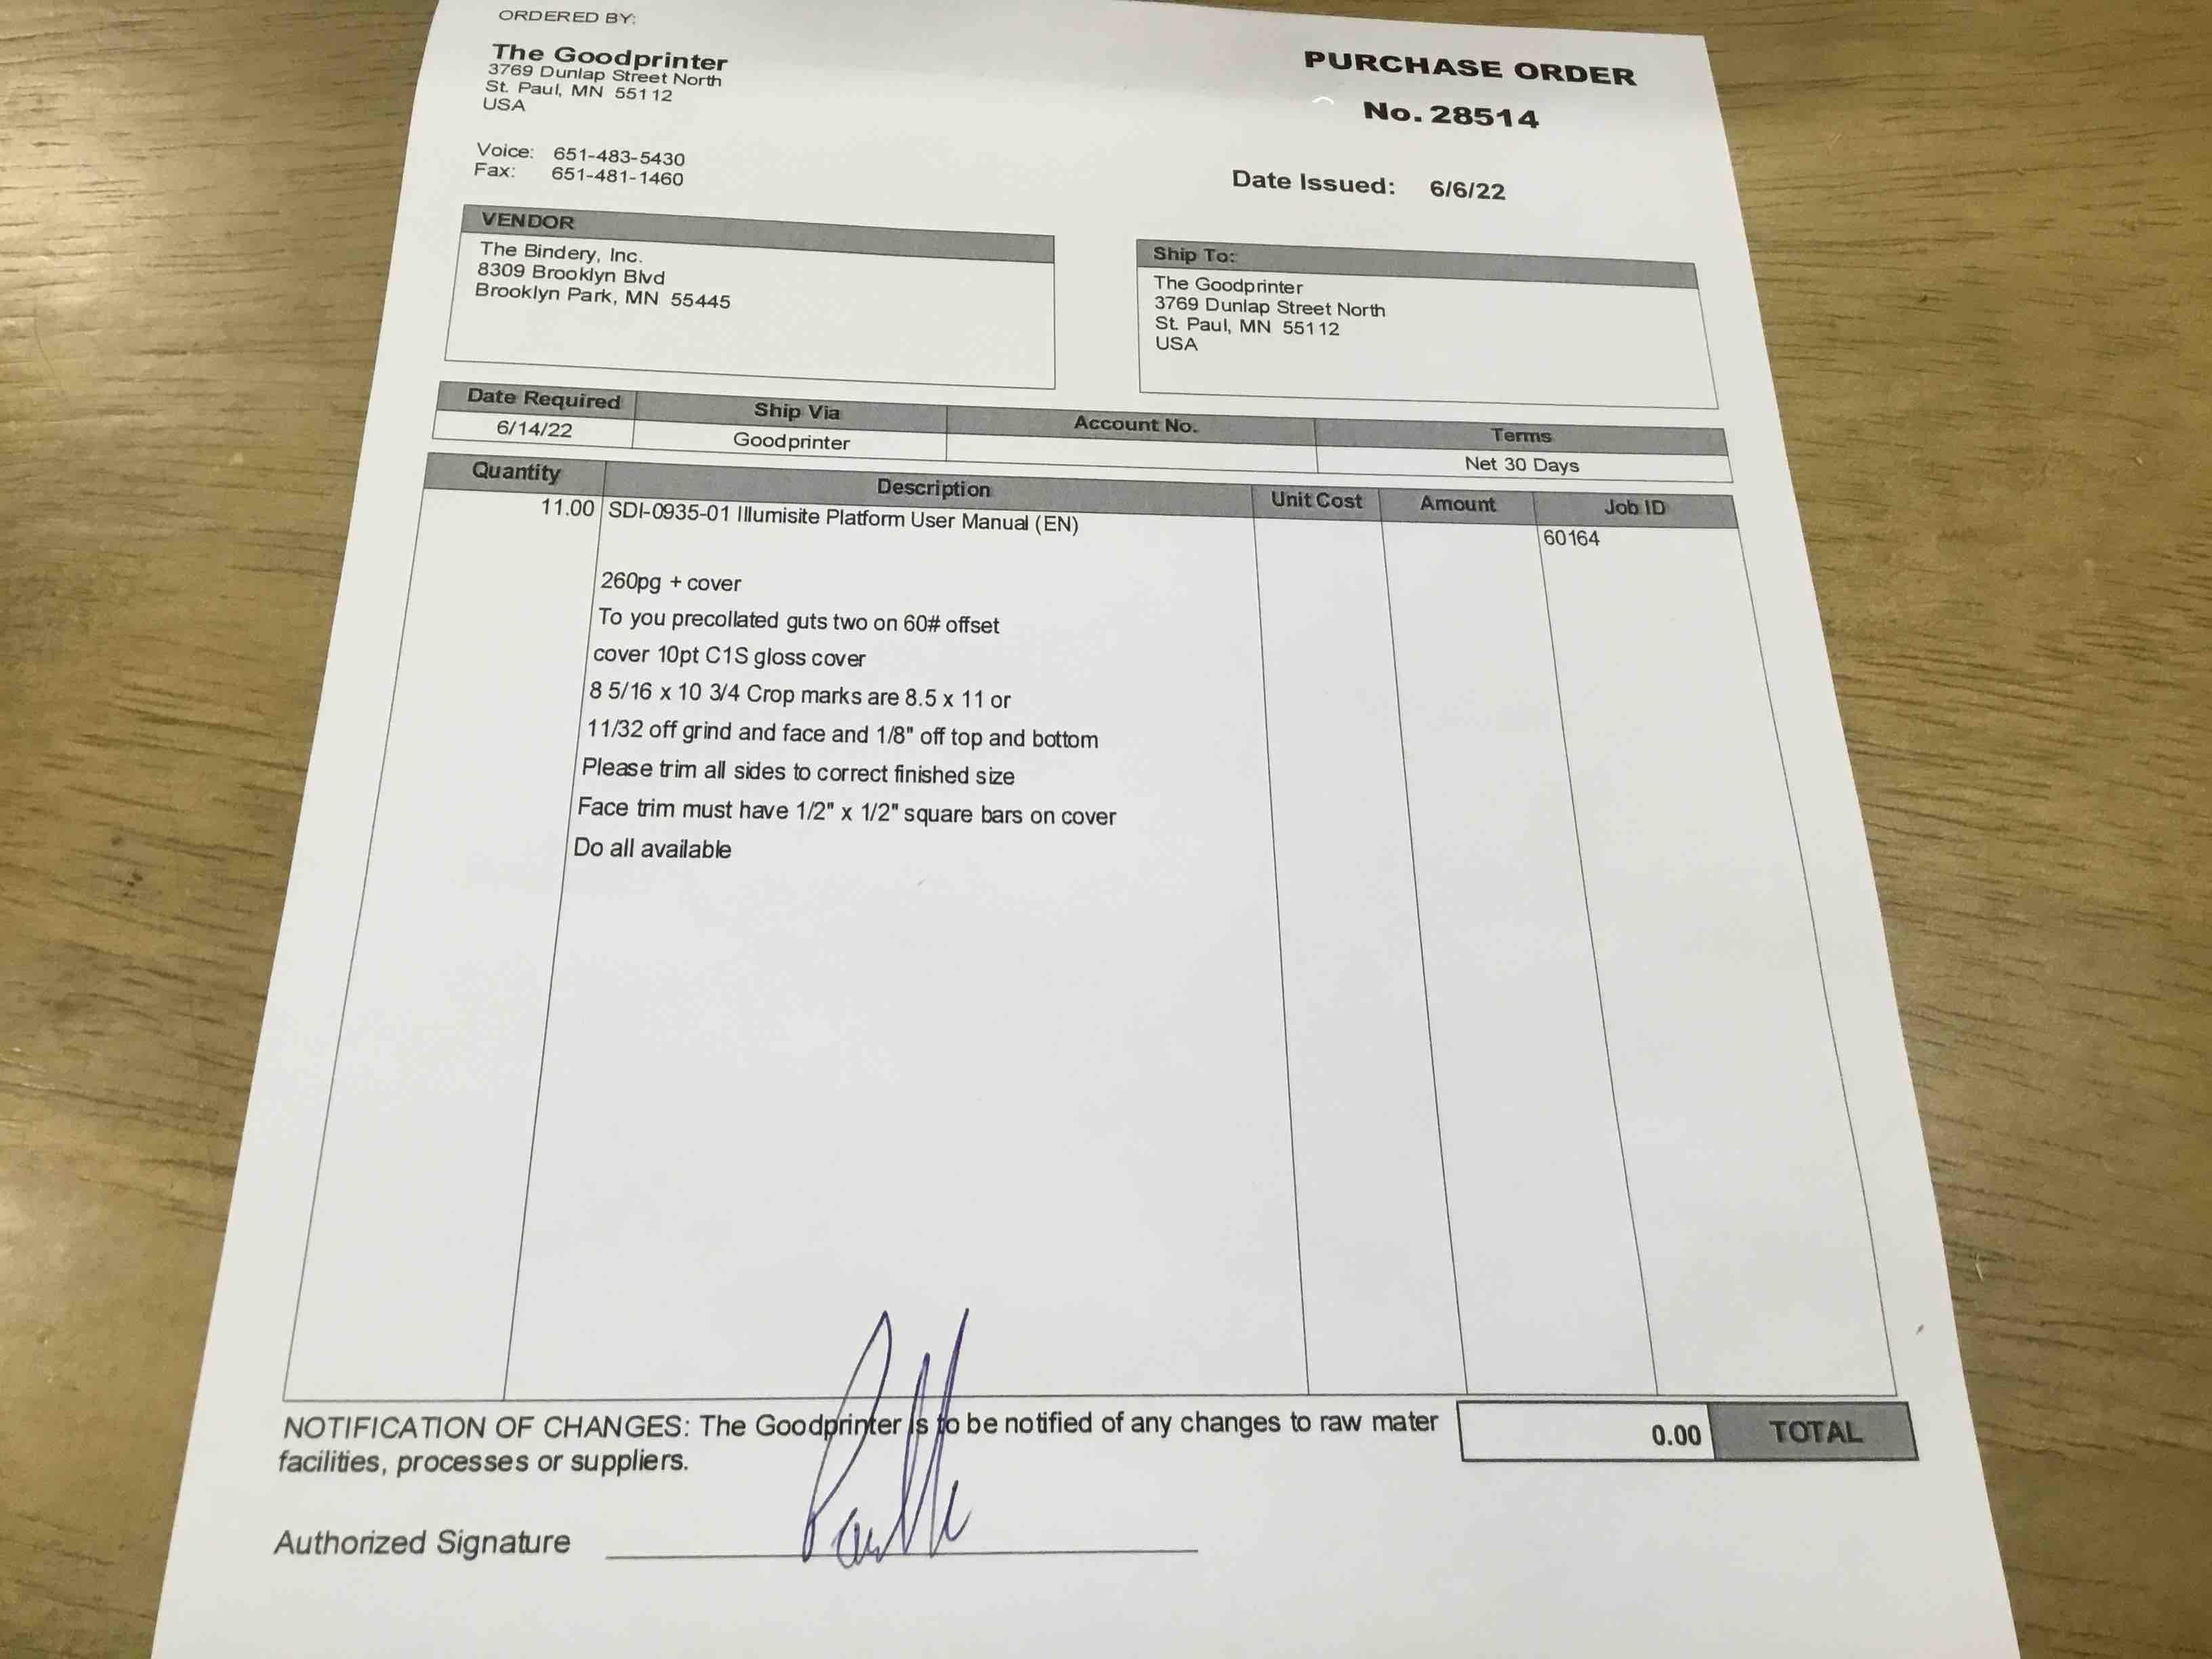 ORDERED BY:
The Goodprinter
3769 Dunlap Street North
St. Paul, MN 55112
USA
Voice: 651-483-5430
Fax: 651-481-1460
PURCHASE ORDER
No. 28514
Date Issued: 6/6/22
VENDOR
The Bindery, Inc.
8309 Brooklyn Blvd
Brooklyn Park, MN 55445
Ship To:
The Goodprinter
3769 Dunlap Street North
St. Paul, MN 55112
USA
Date Required Ship Via Account No. Terms
6/14/22 Goodprinter Net 30 Days
Quantity Description Unit Cost Amount Job ID
11.00 SDI-0935-01 Illumisite Platform User Manual (EN) 60164
260pg + cover
To you precollated guts two on 60# offset
cover 10pt C1S gloss cover
8 5/16 x 10 3/4 Crop marks are 8.5 x 11 or
11/32 off grind and face and 1/8" off top and bottom
Please trim all sides to correct finished size
Face trim must have 1/2" x 1/2" square bars on cover
Do all available
NOTIFICATION OF CHANGES: The Goodprinter is to be notified of any changes to raw mater
facilities, processes or suppliers.
0.00 TOTAL
Authorized Signature